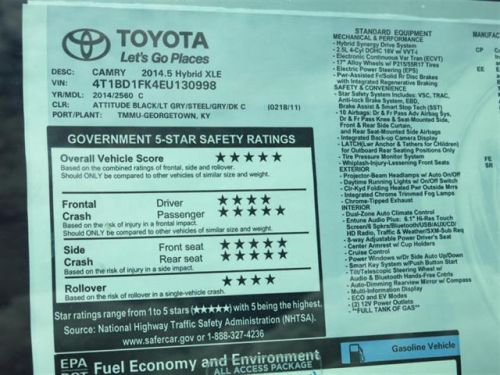 TOYOTA
Let's Go Places
DESC: CAMRY 2014.5 Hybrid XLE
VIN: 4T1BD1FK4EU130998
YR/MDL: 2014/2560 C
CLR: ATTITUDE BLACK/LT GRY/STEEL/GRY/DK C (0218/11)
PORT/PLANT: TMMU-GEORGETOWN, KY
GOVERNMENT 5-STAR SAFETY RATINGS
Overall Vehicle Score ★★★★★
Based on the combined ratings of frontal, side and rollover.
Should ONLY be compared to other vehicles of similar size and weight.
Frontal Driver ★★★★
Crash Passenger ★★★★★
Based on the risk of injury in a frontal impact.
Should ONLY be compared to other vehicles of similar size and weight.
Side Front seat ★★★★★
Crash Rear seat ★★★★★
Based on the risk of injury in a side impact.
Rollover ★★★★
Based on the risk of rollover in a single-vehicle crash.
Star ratings range from 1 to 5 stars (★★★★★) with 5 being the highest.
Source: National Highway Traffic Safety Administration (NHTSA).
www.safercar.gov or 1-888-327-4236
EPA
DOT Fuel Economy and Environment
ALL ACCESS PACKAGE
Gasoline Vehicle
STANDARD EQUIPMENT
MECHANICAL & PERFORMANCE
- Hybrid Synergy Drive System
- 2.5L 4-Cyl DOHC 16V w/ VVT-i
- Electronic Continuous Var Tran (ECVT)
- 17" Alloy Wheels w/ P215/55R17 Tires
- Electric Power Steering (EPS)
- Pwr-Assisted Frt/Solid Rr Disc Brakes
with Integrated Regenerative Braking
SAFETY & CONVENIENCE
- Star Safety System Includes: VSC, TRAC,
Anti-lock Brake System, EBD,
Brake Assist & Smart Stop Tech (SST)
- 10 Airbags: Dr & Fr Pass Adv Airbag Sys,
Dr & Fr Pass Knee & Seat-Mounted Side,
Front & Rear Side Curtain,
and Rear Seat-Mounted Side Airbags
- Integrated Back-up Camera Display
- LATCH(Lwr Anchor & Tethers for CHildren)
for Outboard Rear Seating Positions Only
- Tire Pressure Monitor System
- Whiplash-Injury-Lessening Front Seats
EXTERIOR
- Projector-Beam Headlamps w/ Auto On/Off
- Daytime Running Lights w/ On/Off Switch
- Clr-Kyd Folding Heated Pwr Outside Mrrs
- Integrated Chrome Trimmed Fog Lamps
- Chrome-Tipped Exhaust
INTERIOR
- Dual-Zone Auto Climate Control
- Entune Audio Plus: 6.1" Hi-Res Touch
Screen/6 Spkrs/Bluetooth/USB/AUX/CD/
HD Radio, Traffic & Weather/SXM-Sub Req
- 8-way Adjustable Power Driver's Seat
- Center Armrest w/ Cup Holders
- Cruise Control
- Power Windows w/Dr Side Auto Up/Down
- Smart Key System w/Push Button Start
- Tilt/Telescopic Steering Wheel w/
Audio & Bluetooth Hands-Free Cntrls
- Auto-Dimming Rearview Mirror w/ Compass
- Multi-Information Display
- ECO and EV Modes
- (2) 12V Power Outlets
- **FULL TANK OF GAS**
MANUFAC
FE
SR